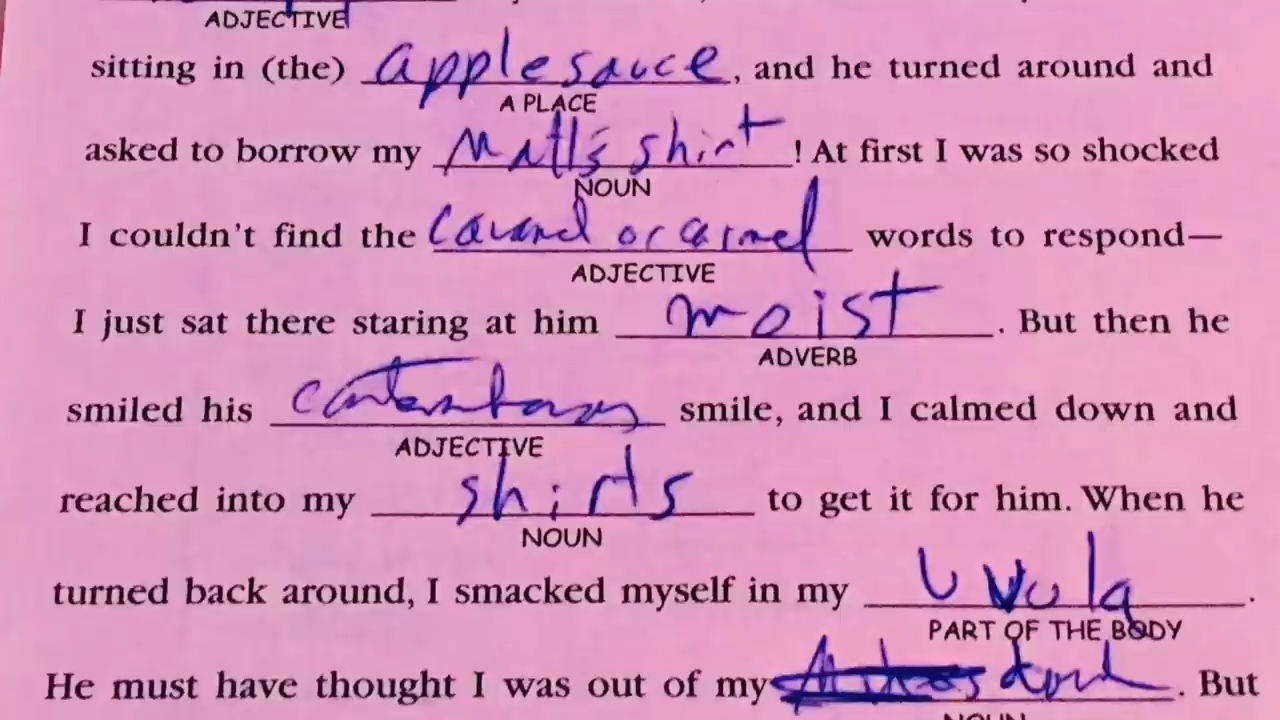 ADJECTIVE
sitting in (the) applesauce, and he turned around and
A PLACE
asked to borrow my Matt's shirt! At first I was so shocked
NOUN
I couldn't find the or carmel words to respond—
ADJECTIVE
I just sat there staring at him moist. But then he
ADVERB
smiled his smile, and I calmed down and
ADJECTIVE
reached into my shirts to get it for him. When he
NOUN
turned back around, I smacked myself in my uvula.
PART OF THE BODY
He must have thought I was out of my . But
NOUN